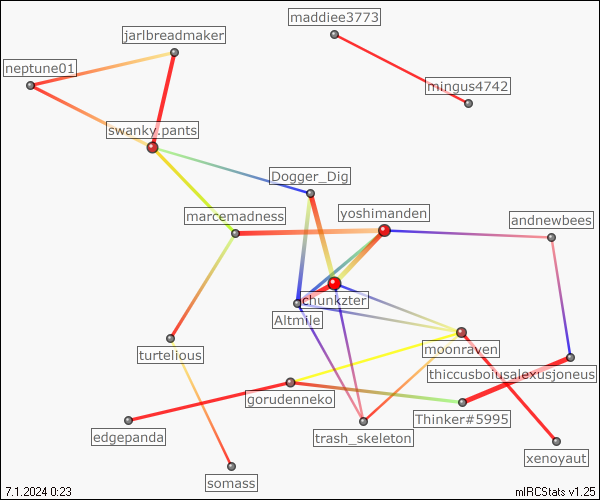 maddiee3773
jarlbreadmaker
neptune01
mingus4742
swanky.pants
Dogger_Dig
marcemadness
yoshimanden
andnewbees
chunkzter
Altmile
turtelious
moonraven
thiccusboiusalexusjoneus
gorudenneko
Thinker#5995
edgepanda
trash_skeleton
xenoyaut
somass
7.1.2024 0:23
mIRCStats v1.25